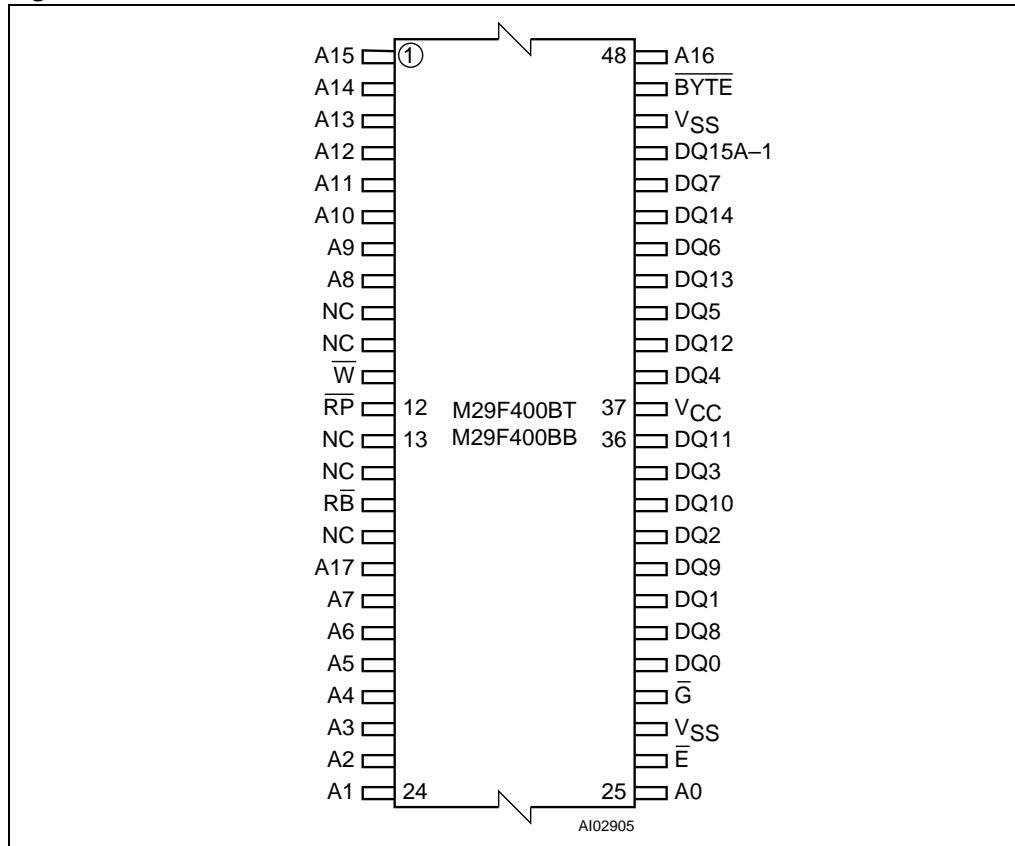 A15 1 48 A16
A14 B̅Y̅T̅E̅
A13 VSS
A12 DQ15A–1
A11 DQ7
A10 DQ14
A9 DQ6
A8 DQ13
NC DQ5
NC DQ12
W̅ DQ4
R̅P̅ 12 M29F400BT 37 VCC
NC 13 M29F400BB 36 DQ11
NC DQ3
RB̅ DQ10
NC DQ2
A17 DQ9
A7 DQ1
A6 DQ8
A5 DQ0
A4 G̅
A3 VSS
A2 E̅
A1 24 25 A0
AI02905